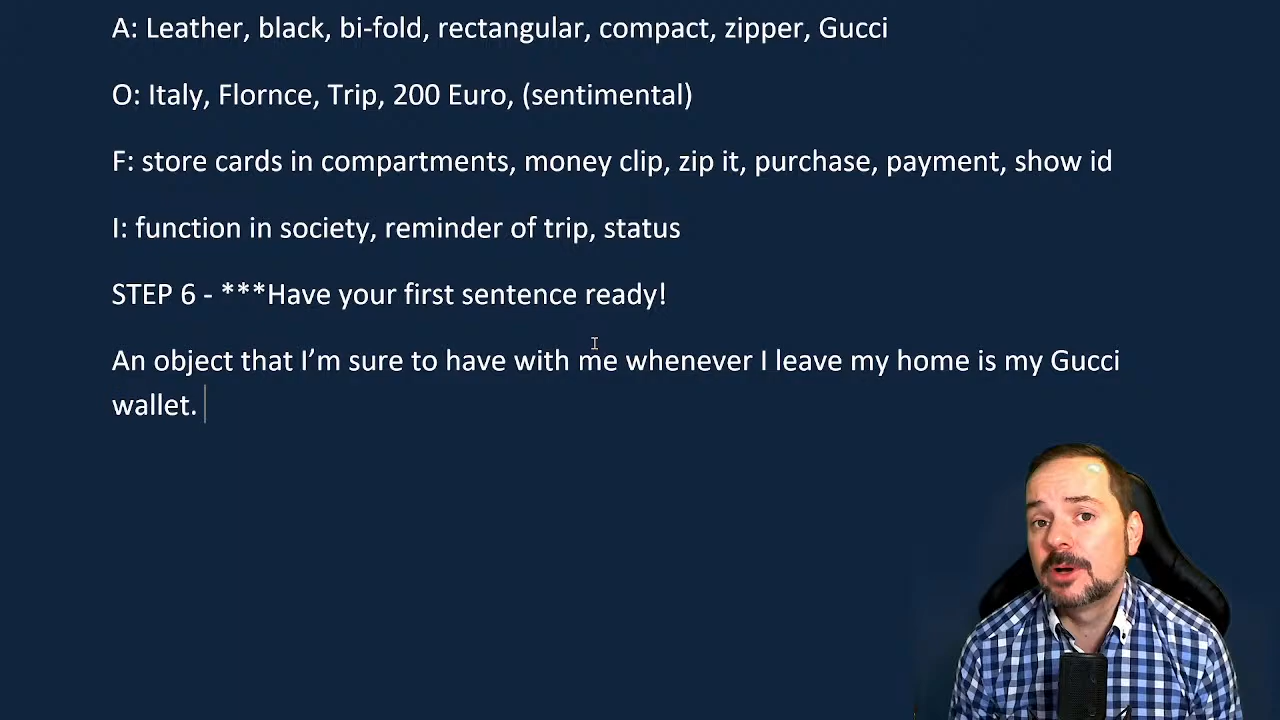 A: Leather, black, bi-fold, rectangular, compact, zipper, Gucci
O: Italy, Flornce, Trip, 200 Euro, (sentimental)
F: store cards in compartments, money clip, zip it, purchase, payment, show id
I: function in society, reminder of trip, status
STEP 6 - ***Have your first sentence ready!
An object that I’m sure to have with me whenever I leave my home is my Gucci
wallet.